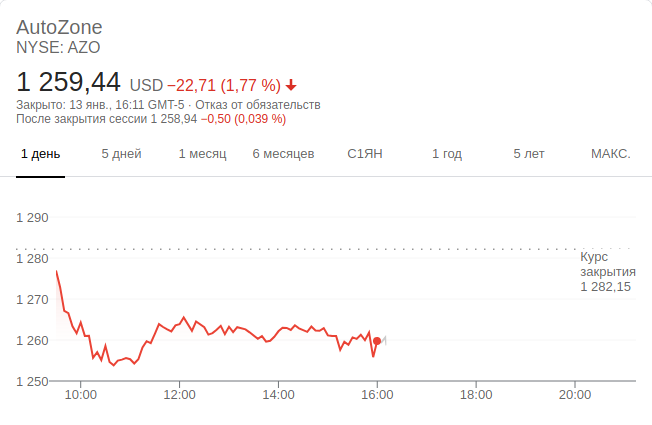 AutoZone
NYSE: AZO
1 259,44 USD −22,71 (1,77 %)
Закрыто: 13 янв., 16:11 GMT-5 · Отказ от обязательств
После закрытия сессии 1 258,94 −0,50 (0,039 %)
1 день 5 дней 1 месяц 6 месяцев С1ЯН 1 год 5 лет МАКС.
1 290
1 280
1 270
1 260
1 250
Курс
закрытия
1 282,15
10:00 12:00 14:00 16:00 18:00 20:00